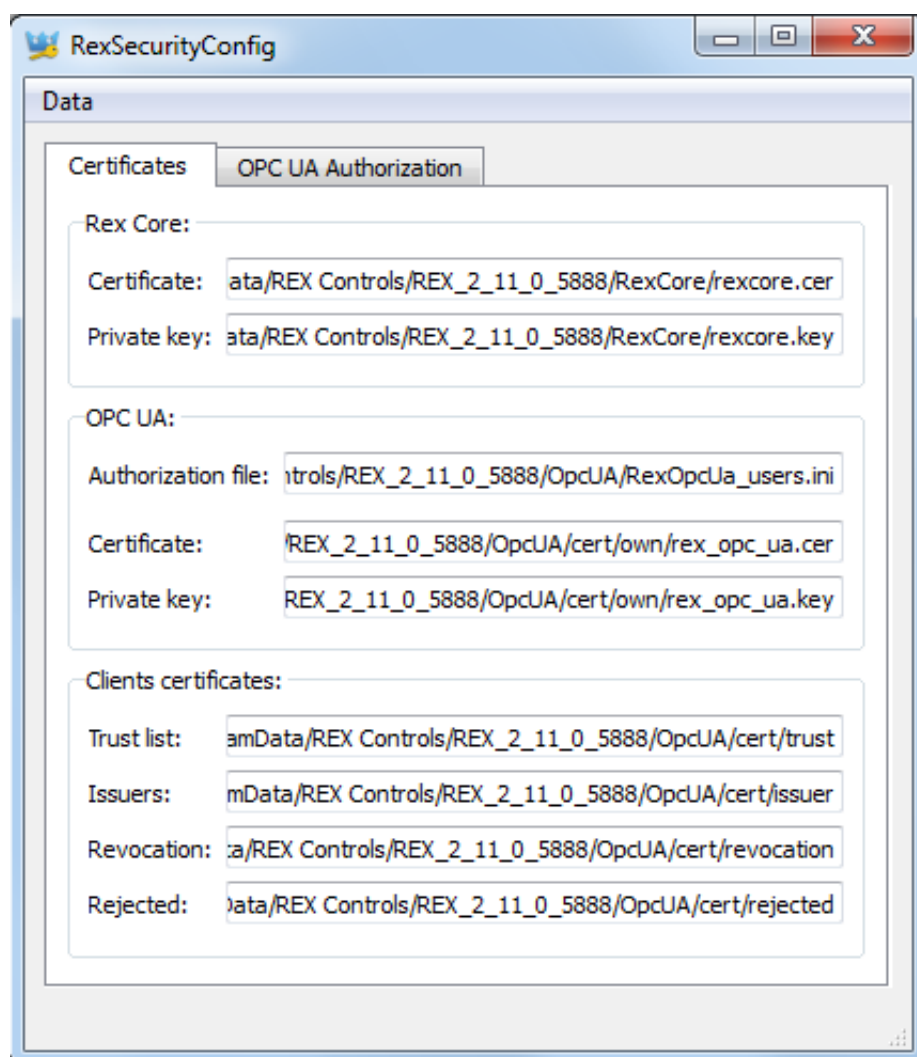 RexSecurityConfig
Data
Certificates OPC UA Authorization
Rex Core:
Certificate: ata/REX Controls/REX_2_11_0_5888/RexCore/rexcore.cer
Private key: ata/REX Controls/REX_2_11_0_5888/RexCore/rexcore.key
OPC UA:
Authorization file: ntrols/REX_2_11_0_5888/OpcUA/RexOpcUa_users.ini
Certificate: /REX_2_11_0_5888/OpcUA/cert/own/rex_opc_ua.cer
Private key: REX_2_11_0_5888/OpcUA/cert/own/rex_opc_ua.key
Clients certificates:
Trust list: amData/REX Controls/REX_2_11_0_5888/OpcUA/cert/trust
Issuers: mData/REX Controls/REX_2_11_0_5888/OpcUA/cert/issuer
Revocation: ta/REX Controls/REX_2_11_0_5888/OpcUA/cert/revocation
Rejected: Data/REX Controls/REX_2_11_0_5888/OpcUA/cert/rejected